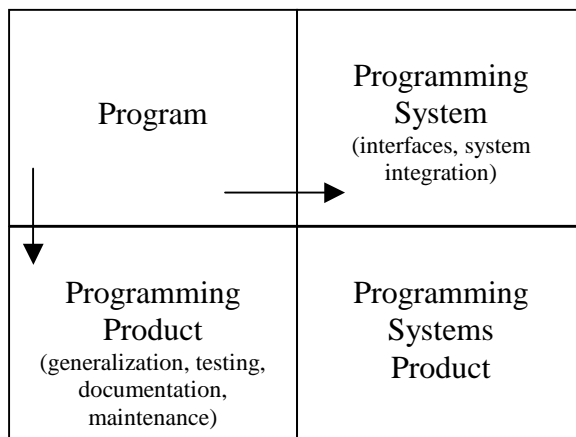 Program
Programming
System
(interfaces, system
integration)
Programming
Product
(generalization, testing,
documentation,
maintenance)
Programming
Systems
Product